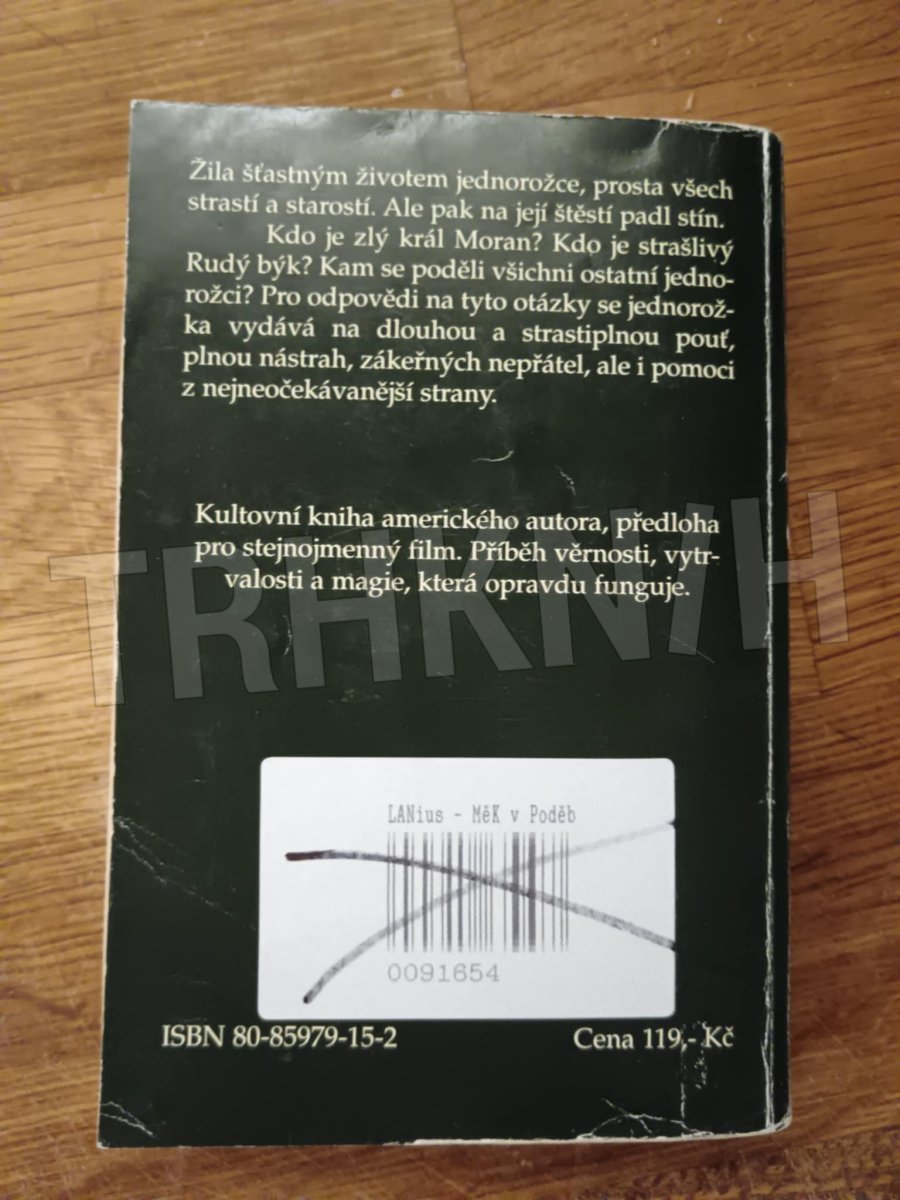 Žila šťastným životem jednorožce, prosta všech
strastí a starostí. Ale pak na její štěstí padl stín.
Kdo je zlý král Moran? Kdo je strašlivý
Rudý býk? Kam se poděli všichni ostatní jedno-
rožci? Pro odpovědi na tyto otázky se jednorož-
ka vydává na dlouhou a strastiplnou pouť,
plnou nástrah, zákeřných nepřátel, ale i pomoci
z nejneočekávanější strany.
Kultovní kniha amerického autora, předloha
pro stejnojmenný film. Příběh věrnosti, vytr-
valosti a magie, která opravdu funguje.
TRHKNIH
LANius - MěK v Poděb
0091654
ISBN 80-85979-15-2
Cena 119,- Kč